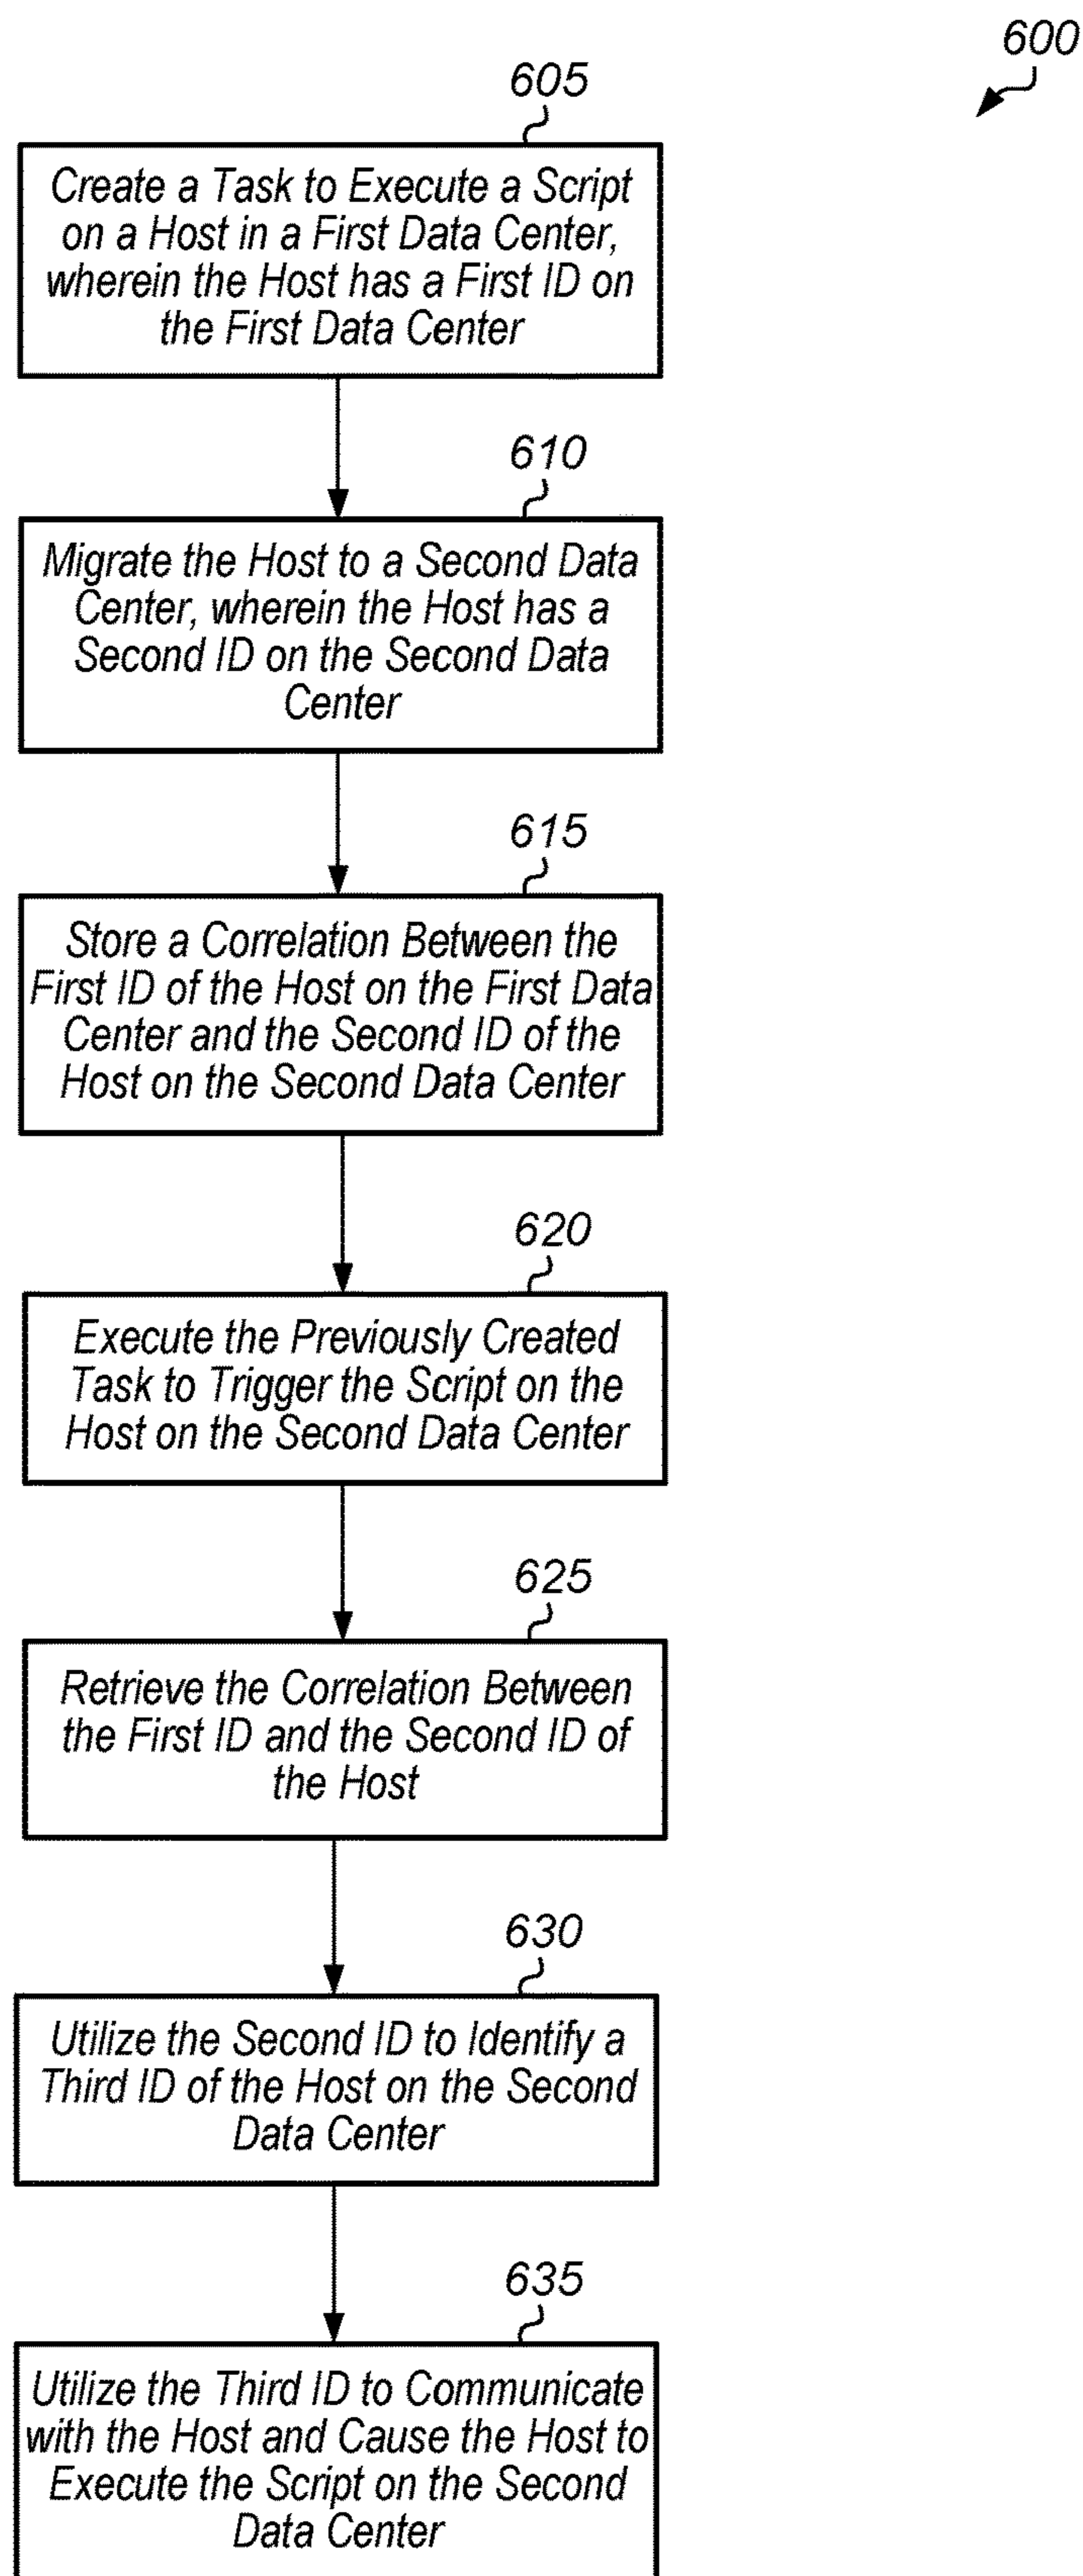 600
605
Create a Task to Execute a Script
on a Host in a First Data Center,
wherein the Host has a First ID on
the First Data Center
610
Migrate the Host to a Second Data
Center, wherein the Host has a
Second ID on the Second Data
Center
615
Store a Correlation Between the
First ID of the Host on the First Data
Center and the Second ID of the
Host on the Second Data Center
620
Execute the Previously Created
Task to Trigger the Script on the
Host on the Second Data Center
625
Retrieve the Correlation Between
the First ID and the Second ID of
the Host
630
Utilize the Second ID to Identify a
Third ID of the Host on the Second
Data Center
635
Utilize the Third ID to Communicate
with the Host and Cause the Host to
Execute the Script on the Second
Data Center